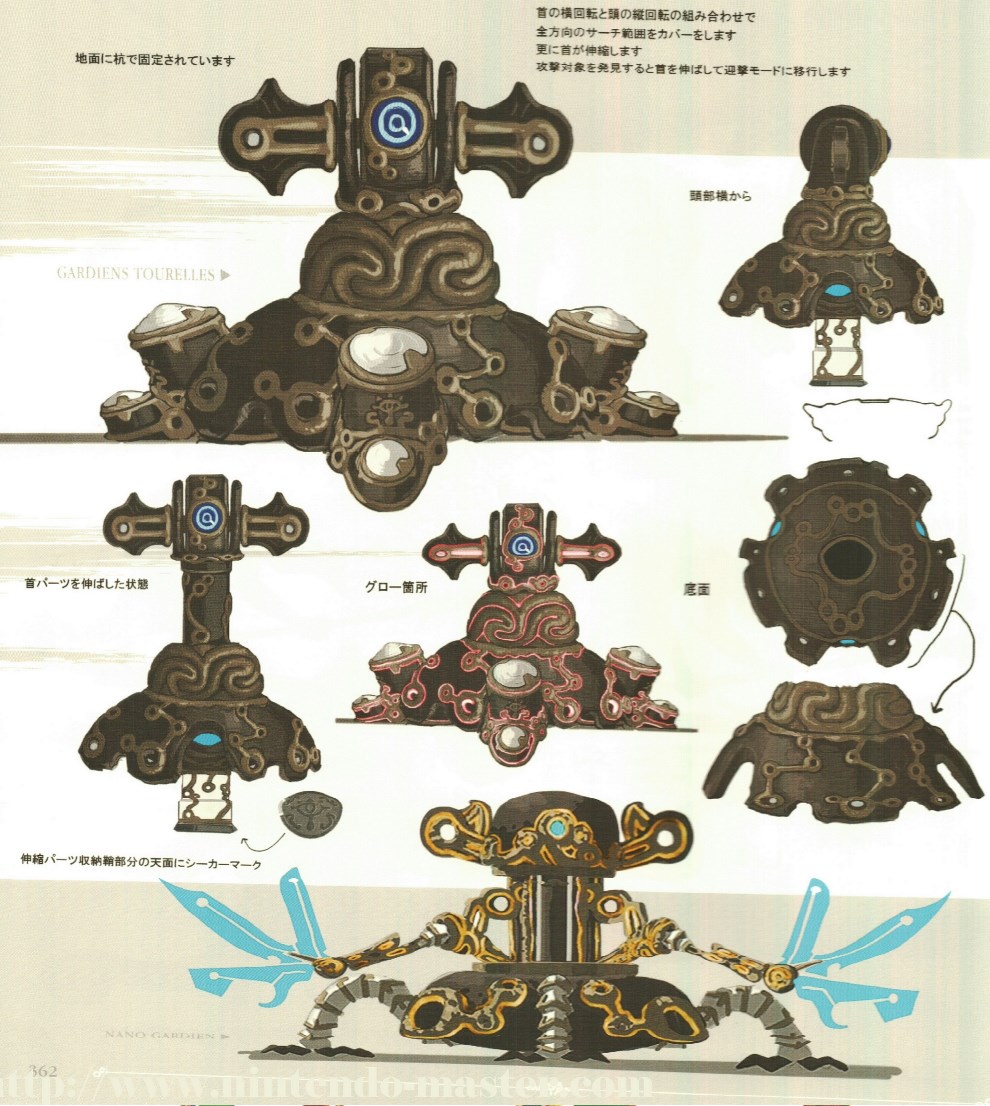 首の横回転と頭の縦回転の組み合わせで
全方向のサーチ範囲をカバーをします
更に首が伸縮します
攻撃対象を発見すると首を伸ばして迎撃モードに移行します
地面に杭で固定されています
頭部横から
GARDIENS TOURELLES
首パーツを伸ばした状態
グロー箇所
底面
伸縮パーツ収納鞘部分の天面にシーカーマーク
NANO-GARDIEN
362
http://www.nintendo-master.com